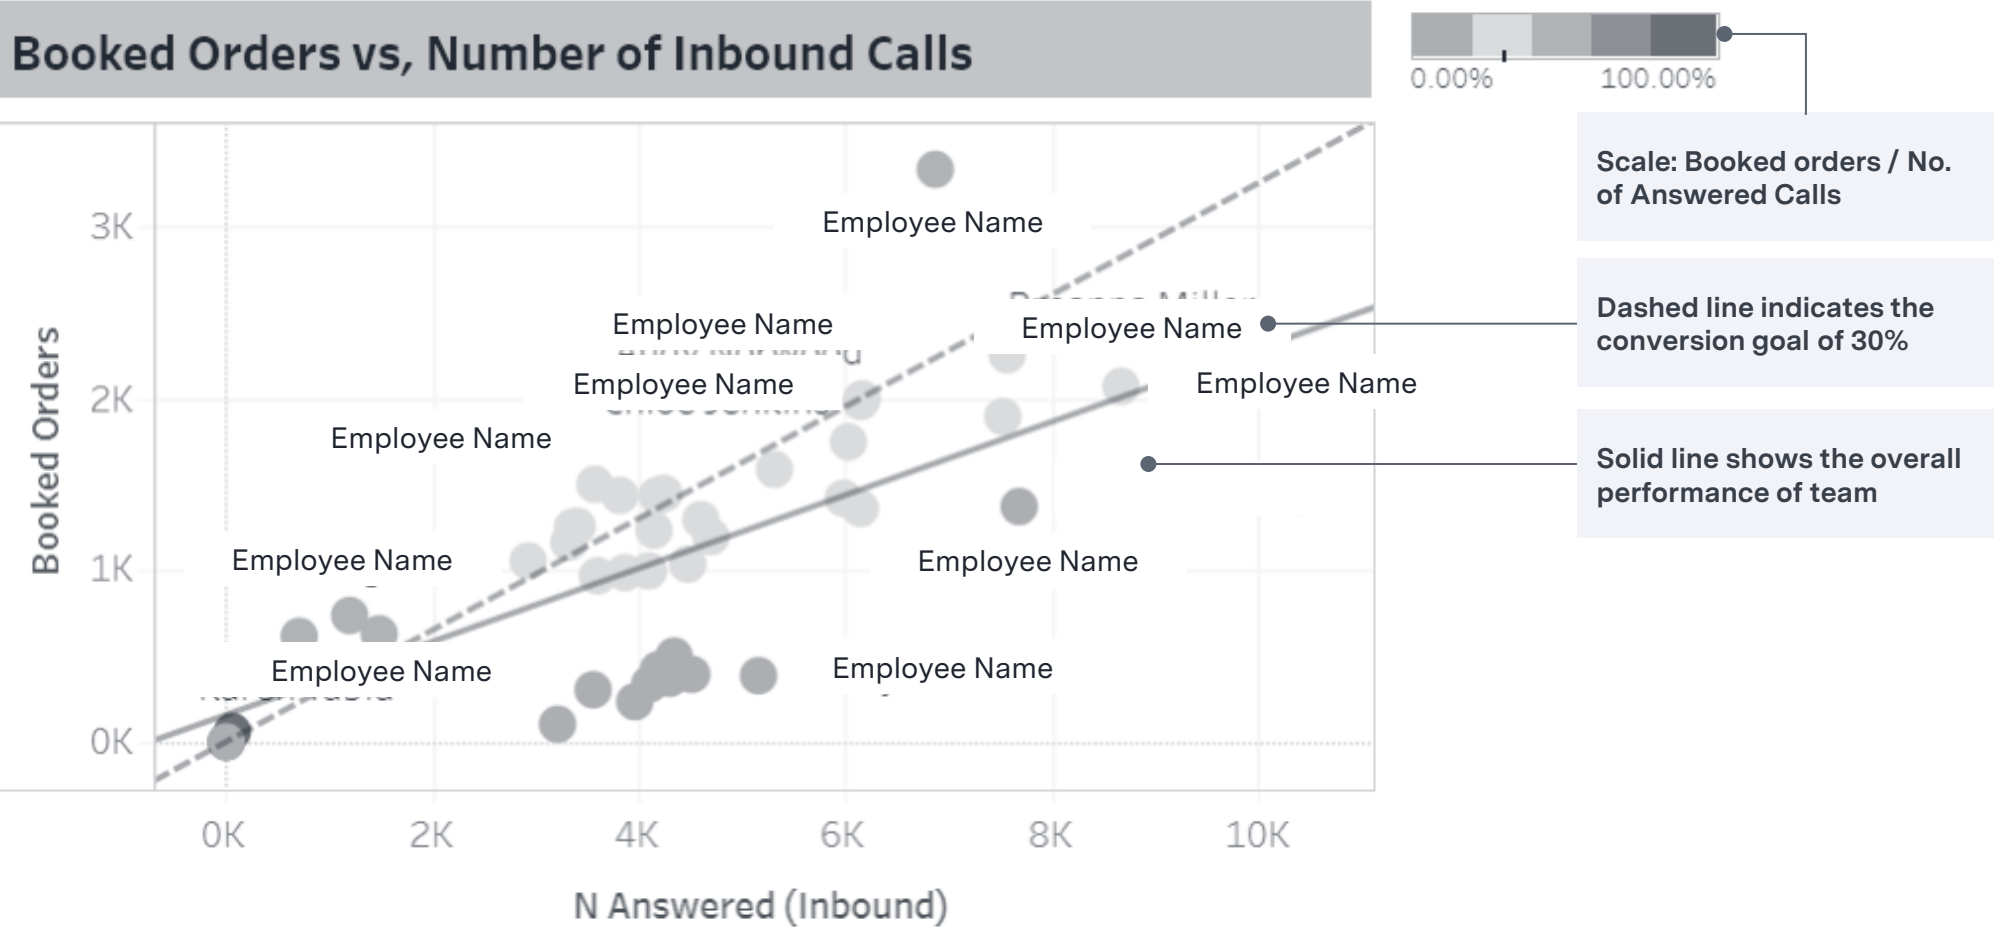 Booked Orders vs, Number of Inbound Calls
0.00%
100.00%
Scale: Booked orders / No.
of Answered Calls
Employee Name
3K
Dashed line indicates the
conversion goal of 30%
Employee Name
Employee Name
Employee Name
Employee Name
2K
Employee Name
Solid line shows the overall
performance of team
Booked Orders
Employee Name
1K
Employee Name
Employee Name
Employee Name
0K
0K
2K
4K
6K
8K
10K
N Answered (Inbound)